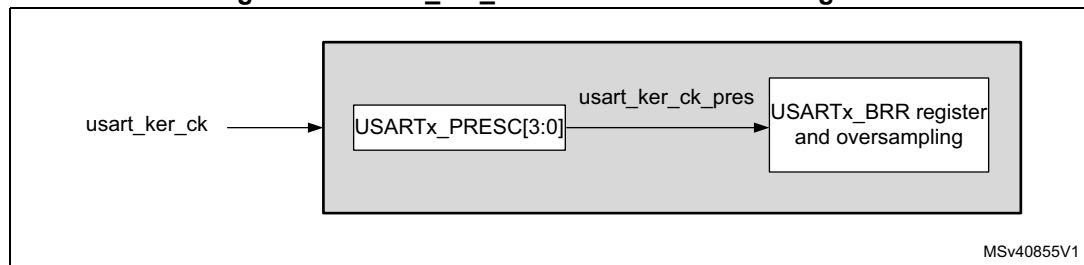 usart_ker_ck
USARTx_PRESC[3:0]
usart_ker_ck_pres
USARTx_BRR register
and oversampling
MSv40855V1